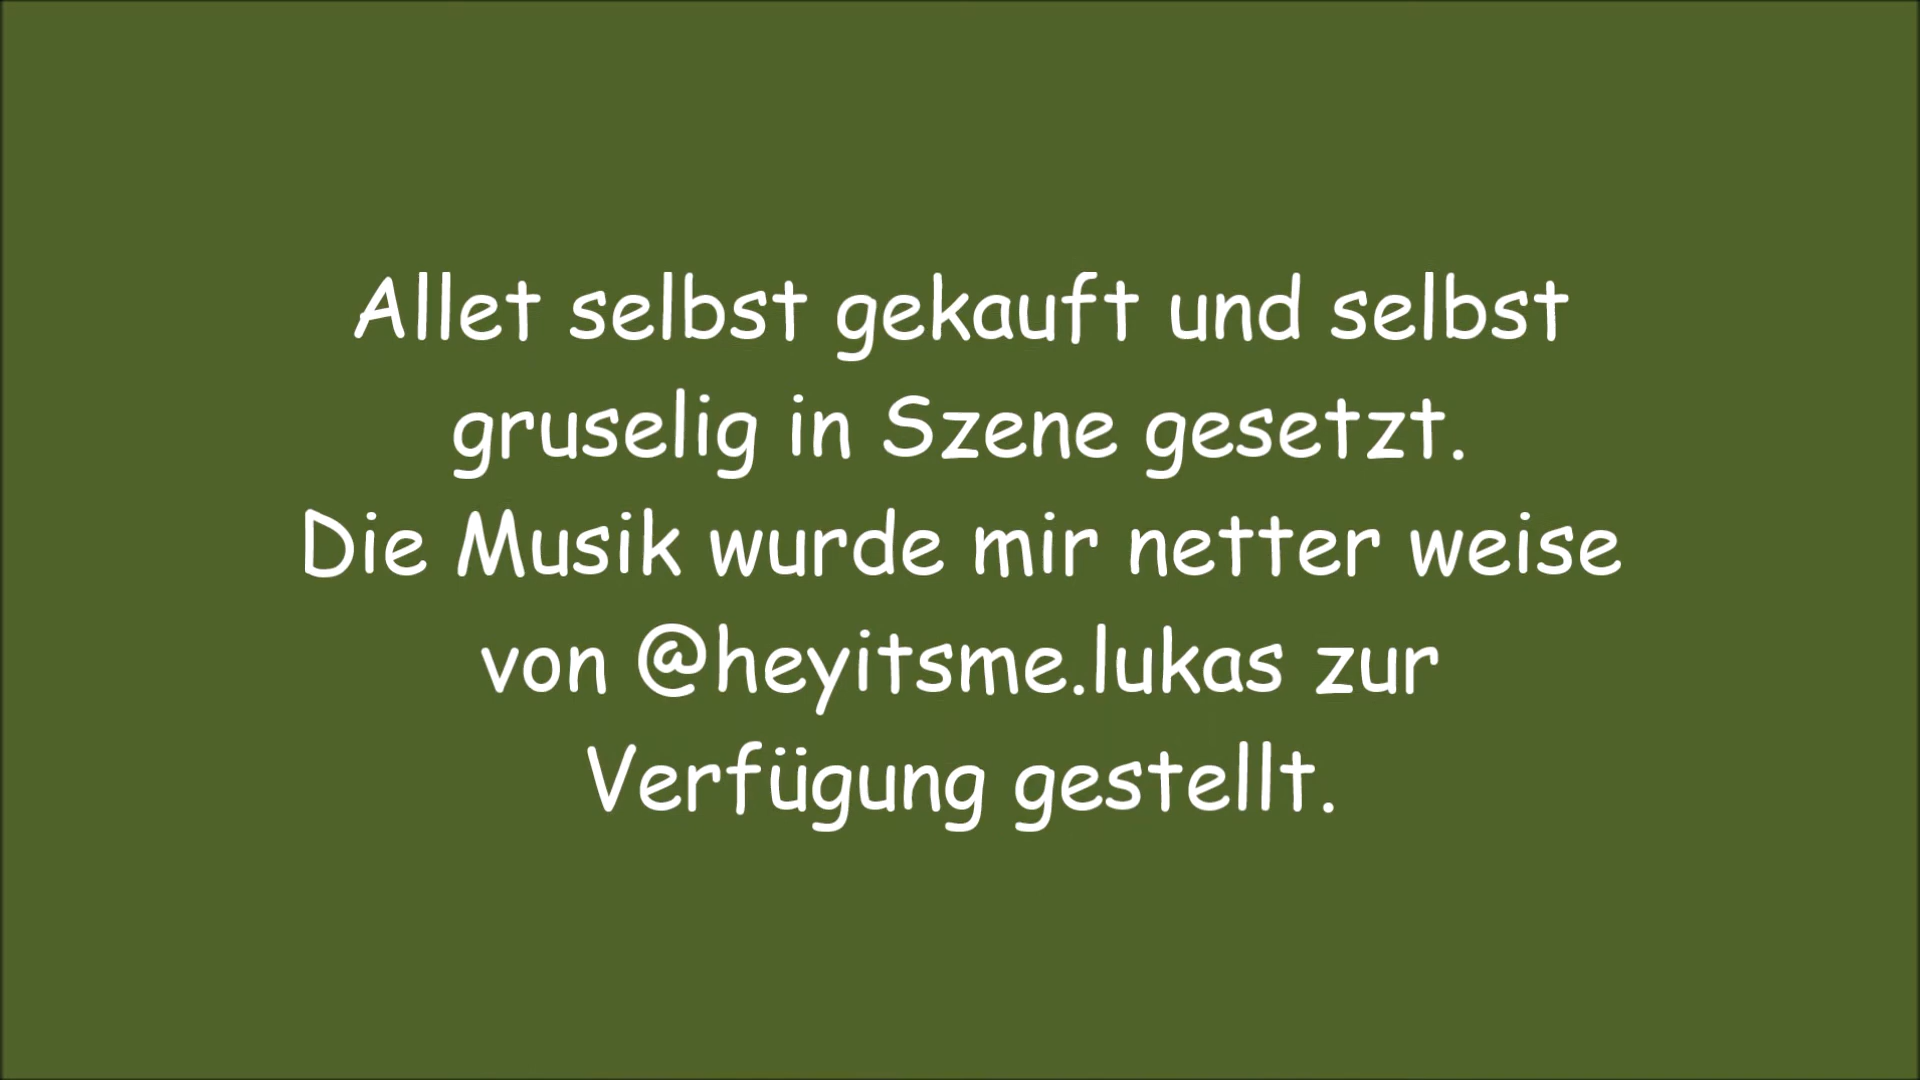 Allet selbst gekauft und selbst
gruselig in Szene gesetzt.
Die Musik wurde mir netter weise
von @heyitsme.lukas zur
Verfügung gestellt.